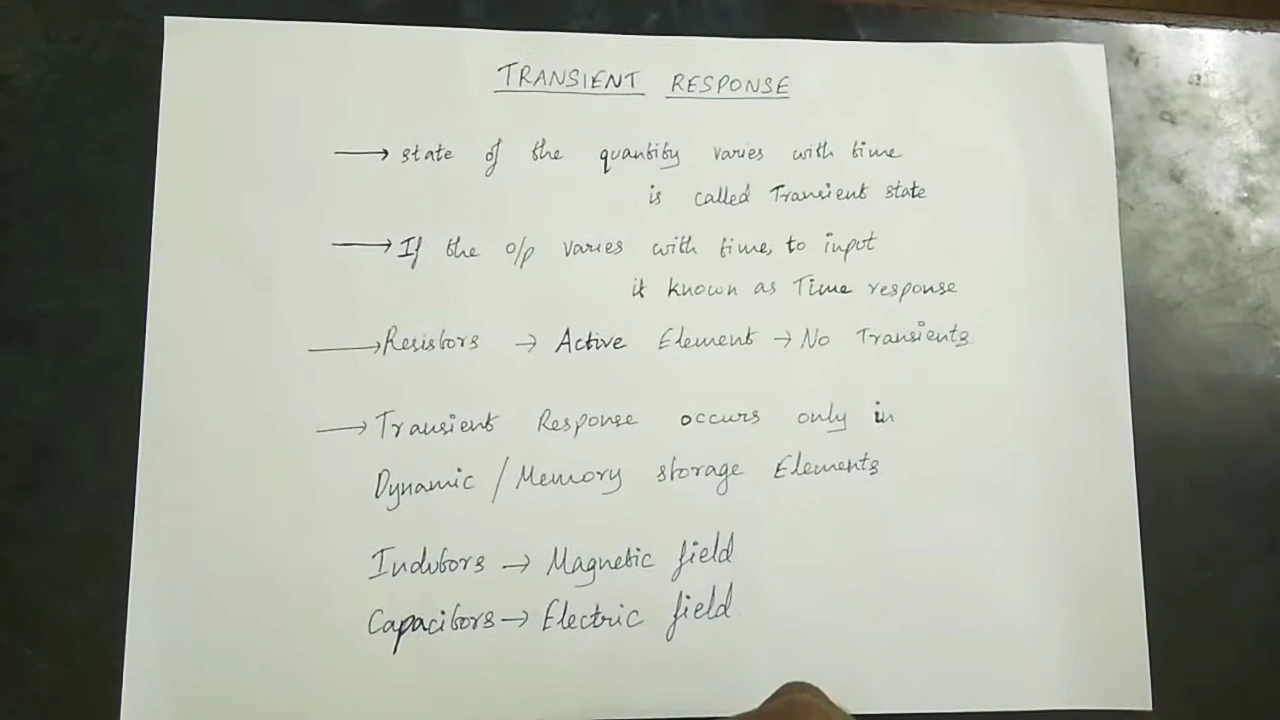 TRANSIENT RESPONSE
→ state of the quantity varies with time
is called Transient state
→ If the o/p varies with time, to input
it known as Time response
→ Resistors → Active Element → No Transients.
→ Transient Response occurs only in
Dynamic / Memory storage Elements
Indutors → Magnetic field
Capacitors → Electric field